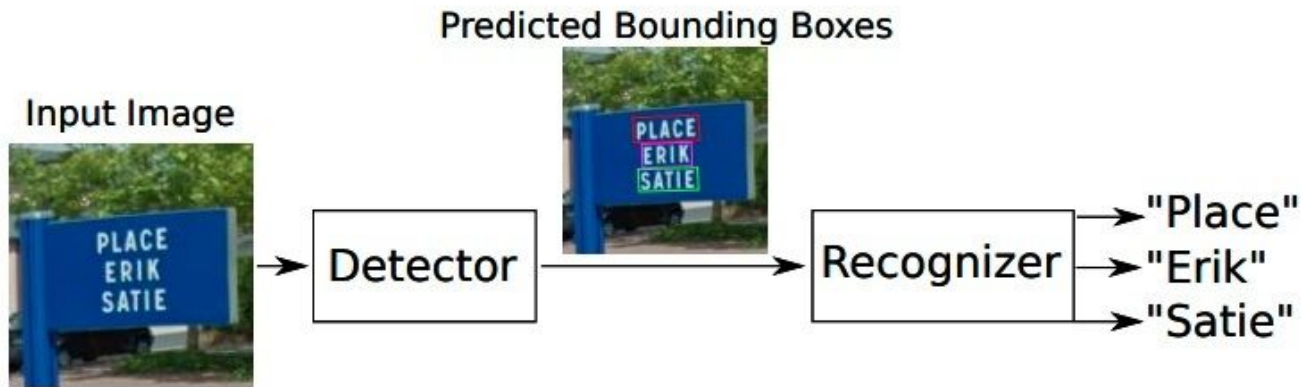 Predicted Bounding Boxes
Input Image
PLACE
ERIK
SATIE
PLACE
ERIK
SATIE
Detector
Recognizer
"Place"
"Erik"
"Satie"